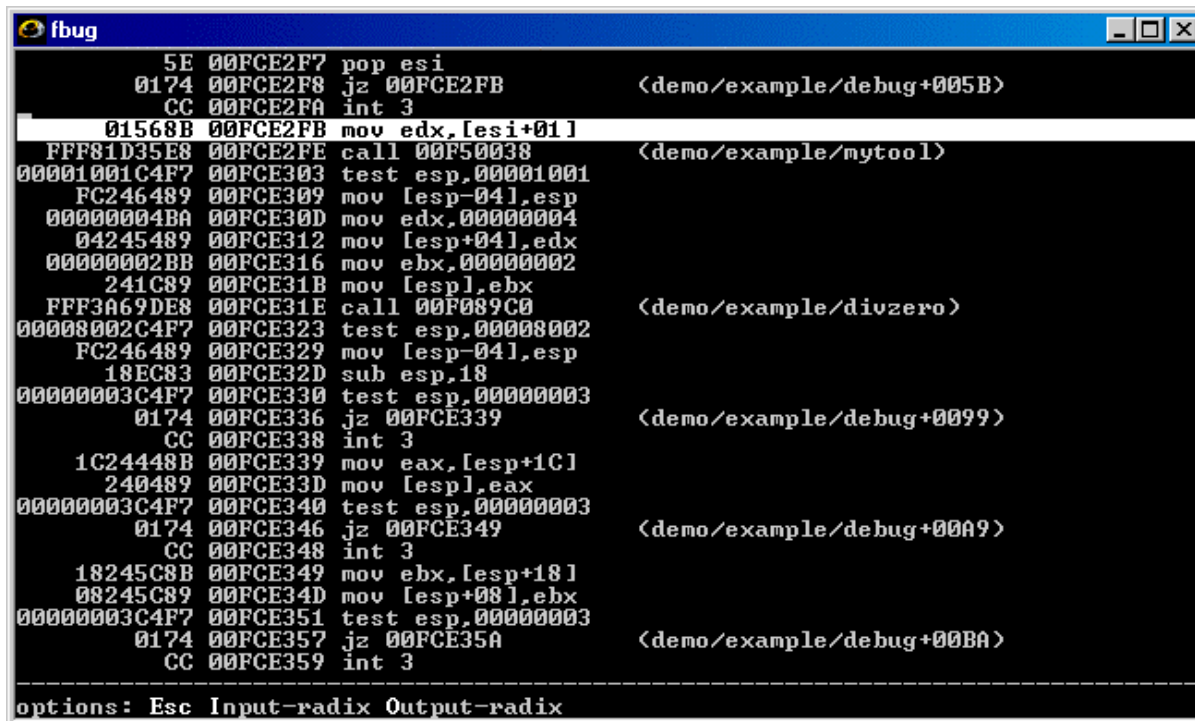 fbug
5E 00FCE2F7 pop esi
0174 00FCE2F8 jz 00FCE2FB (demo/example/debug+005B)
CC 00FCE2FA int 3
01568B 00FCE2FB mov edx,[esi+01]
FFF81D35E8 00FCE2FE call 00F50038 (demo/example/mytool)
00001001C4F7 00FCE303 test esp,00001001
FC246489 00FCE309 mov [esp-04],esp
00000004BA 00FCE30D mov edx,00000004
04245489 00FCE312 mov [esp+04],edx
00000002BB 00FCE316 mov ebx,00000002
241C89 00FCE31B mov [esp],ebx
FFF3A69DE8 00FCE31E call 00F089C0 (demo/example/divzero)
00008002C4F7 00FCE323 test esp,00008002
FC246489 00FCE329 mov [esp-04],esp
18EC83 00FCE32D sub esp,18
00000003C4F7 00FCE330 test esp,00000003
0174 00FCE336 jz 00FCE339 (demo/example/debug+0099)
CC 00FCE338 int 3
1C24448B 00FCE339 mov eax,[esp+1C]
240489 00FCE33D mov [esp],eax
00000003C4F7 00FCE340 test esp,00000003
0174 00FCE346 jz 00FCE349 (demo/example/debug+00A9)
CC 00FCE348 int 3
18245C8B 00FCE349 mov ebx,[esp+18]
08245C89 00FCE34D mov [esp+08],ebx
00000003C4F7 00FCE351 test esp,00000003
0174 00FCE357 jz 00FCE35A (demo/example/debug+00BA)
CC 00FCE359 int 3
options: Esc Input-radix Output-radix